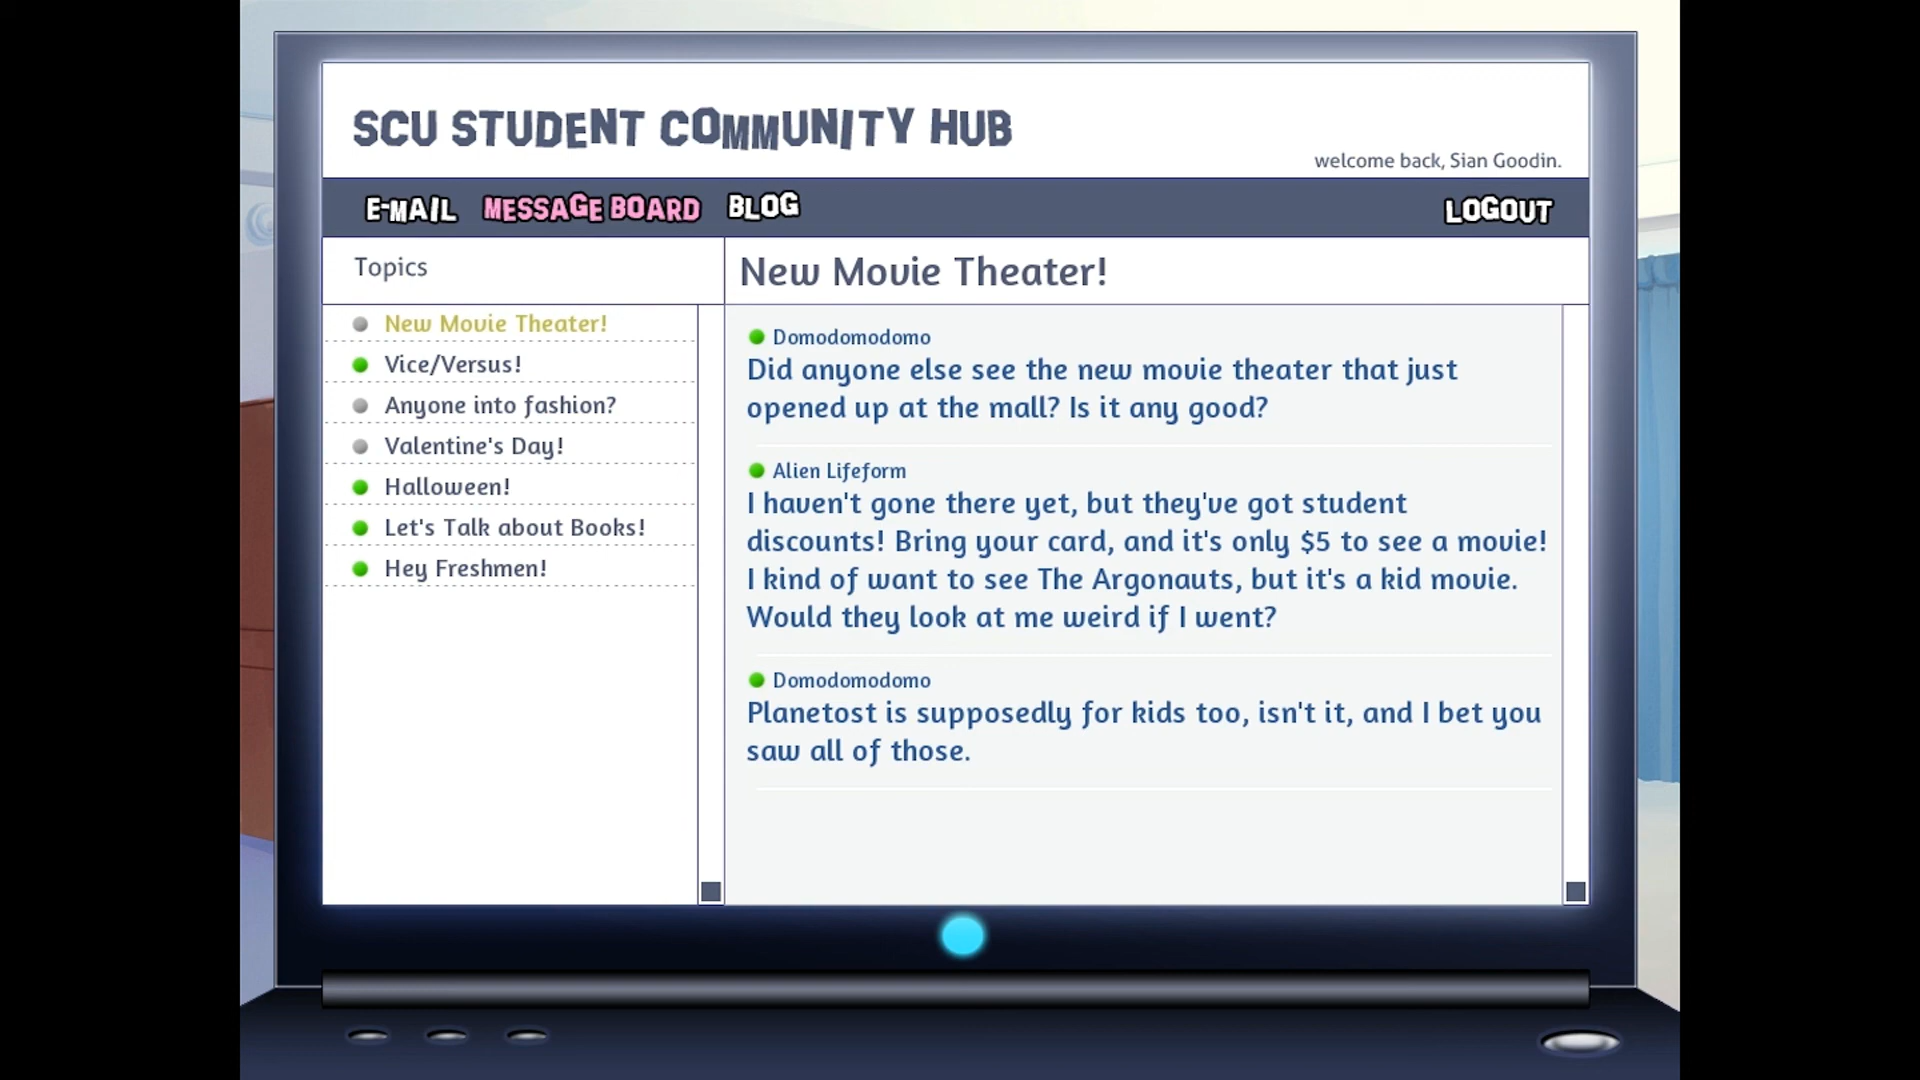 SCU STUDENT COMMUNITY HUB
welcome back, Sian Goodin.
E-MAIL MESSAGE BOARD BLOG LOGOUT
Topics
New Movie Theater!
Vice/Versus!
Anyone into fashion?
Valentine's Day!
Halloween!
Let's Talk about Books!
Hey Freshmen!
New Movie Theater!
Domodomodomo
Did anyone else see the new movie theater that just
opened up at the mall? Is it any good?
Alien Lifeform
I haven't gone there yet, but they've got student
discounts! Bring your card, and it's only $5 to see a movie!
I kind of want to see The Argonauts, but it's a kid movie.
Would they look at me weird if I went?
Domodomodomo
Planetost is supposedly for kids too, isn't it, and I bet you
saw all of those.